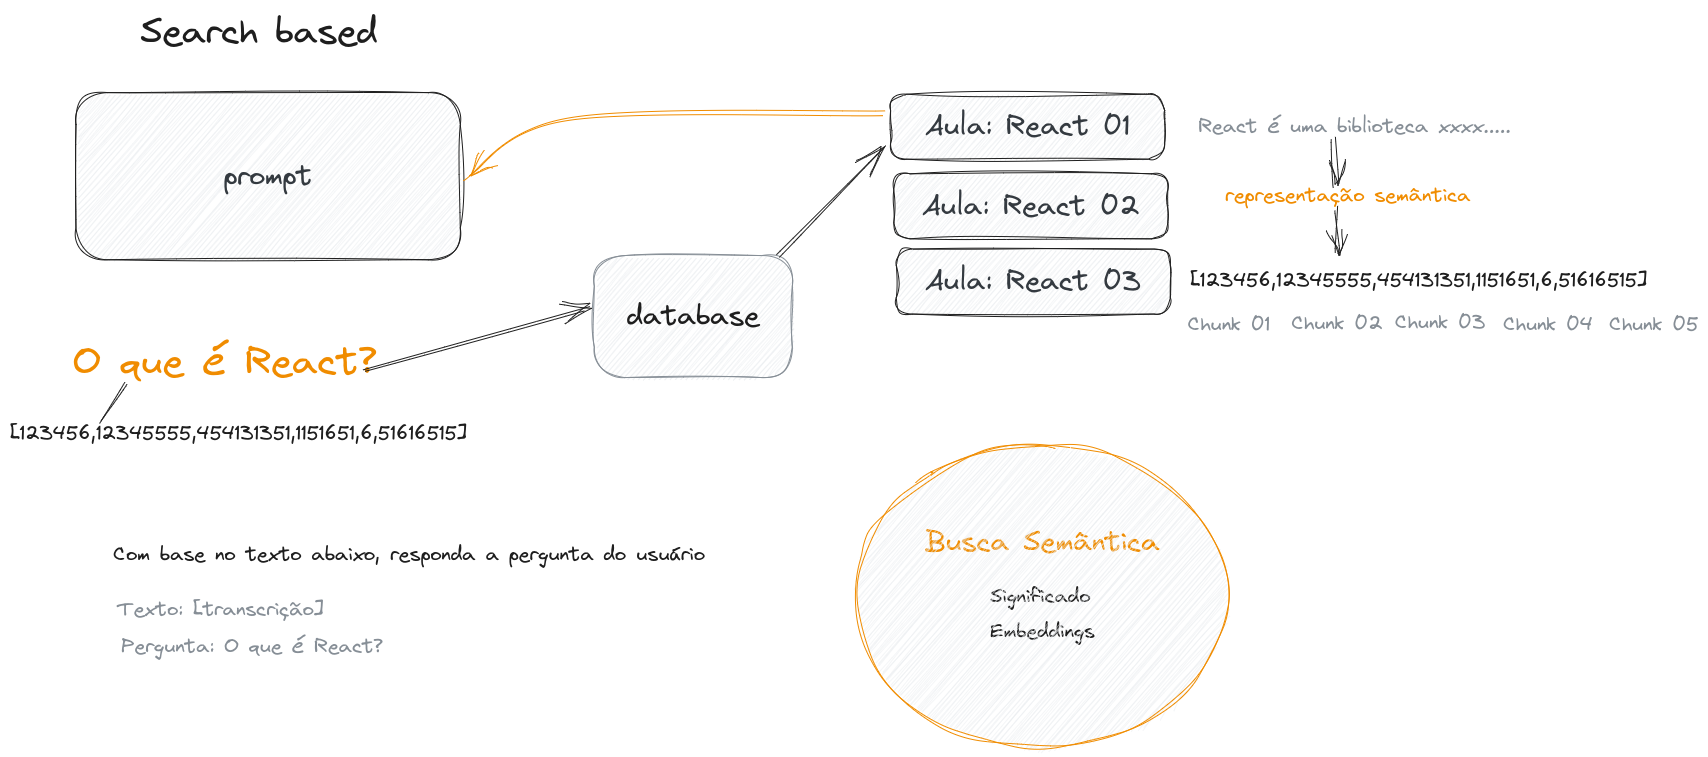 Search based
prompt
Aula: React 01
React é uma biblioteca xxxx.....
representação semântica
Aula: React 02
Aula: React 03
[123456,12345555,454131351,1151651,6,51616515]
Chunk 01 Chunk 02 Chunk 03 Chunk 04 Chunk 05
database
O que é React?
[123456,12345555,454131351,1151651,6,51616515]
Com base no texto abaixo, responda a pergunta do usuário
Texto: [transcrição]
Pergunta: O que é React?
Busca Semântica
Significado
Embeddings